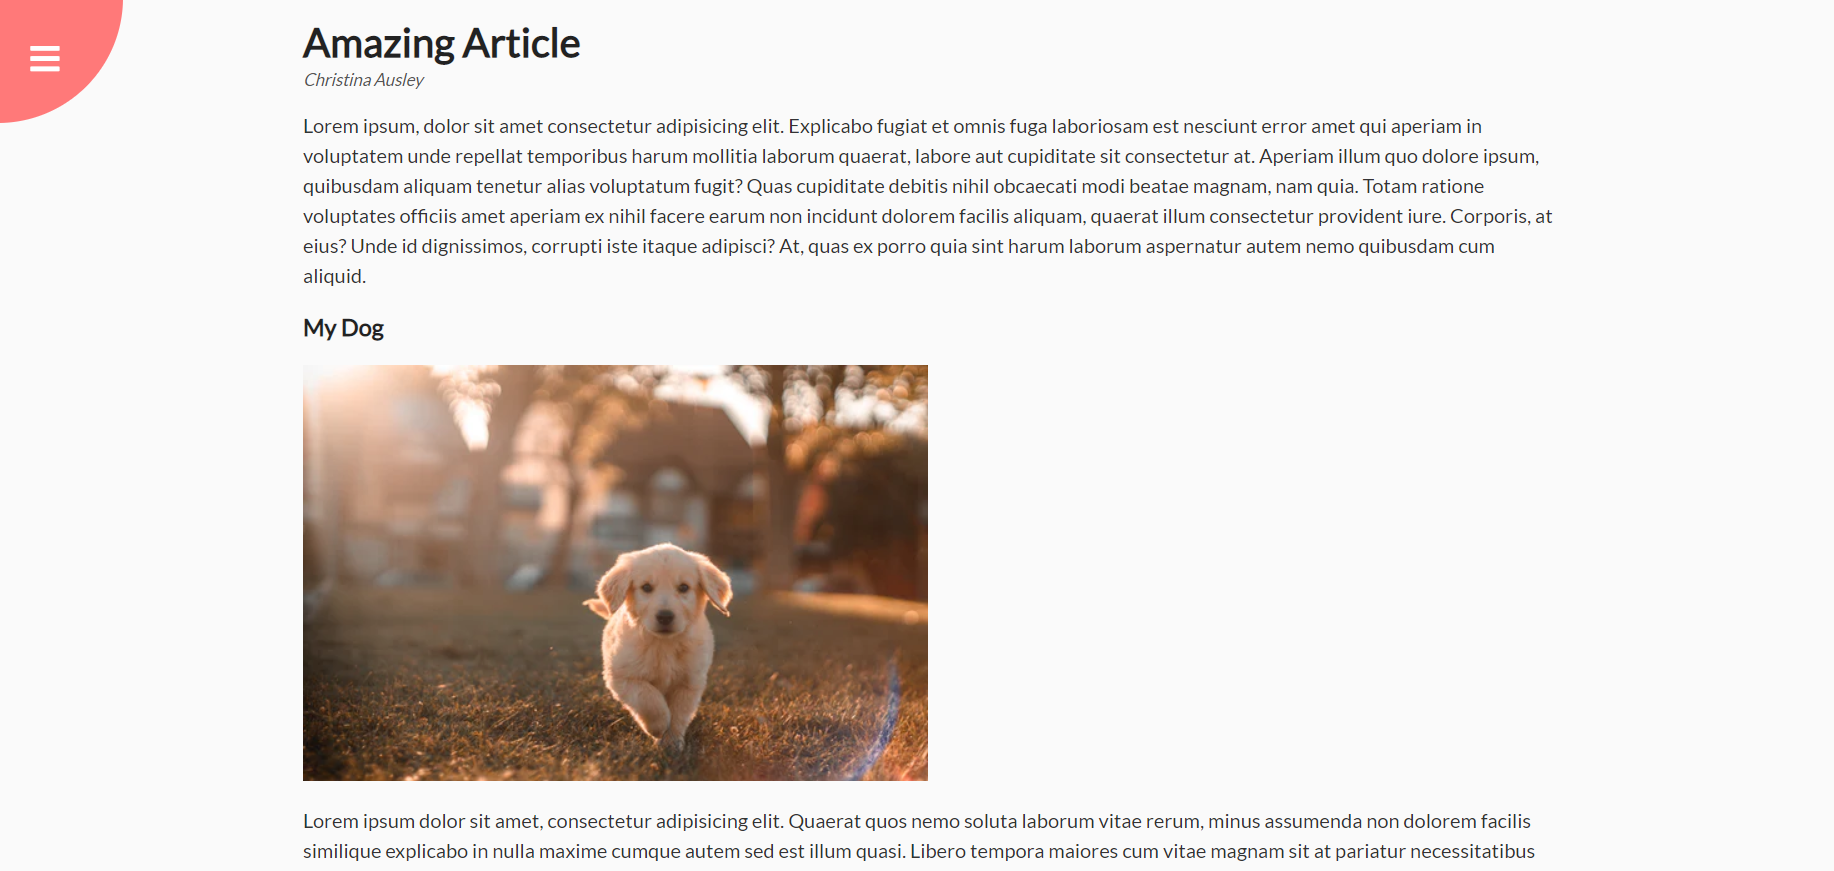 Amazing Article
Christina Ausley
Lorem ipsum, dolor sit amet consectetur adipisicing elit. Explicabo fugiat et omnis fuga laboriosam est nesciunt error amet qui aperiam in
voluptatem unde repellat temporibus harum mollitia laborum quaerat, labore aut cupiditate sit consectetur at. Aperiam illum quo dolore ipsum,
quibusdam aliquam tenetur alias voluptatum fugit? Quas cupiditate debitis nihil obcaecati modi beatae magnam, nam quia. Totam ratione
voluptates officiis amet aperiam ex nihil facere earum non incidunt dolorem facilis aliquam, quaerat illum consectetur provident iure. Corporis, at
eius? Unde id dignissimos, corrupti iste itaque adipisci? At, quas ex porro quia sint harum laborum aspernatur autem nemo quibusdam cum
aliquid.
My Dog
Lorem ipsum dolor sit amet, consectetur adipisicing elit. Quaerat quos nemo soluta laborum vitae rerum, minus assumenda non dolorem facilis
similique explicabo in nulla maxime cumque autem sed est illum quasi. Libero tempora maiores cum vitae magnam sit at pariatur necessitatibus